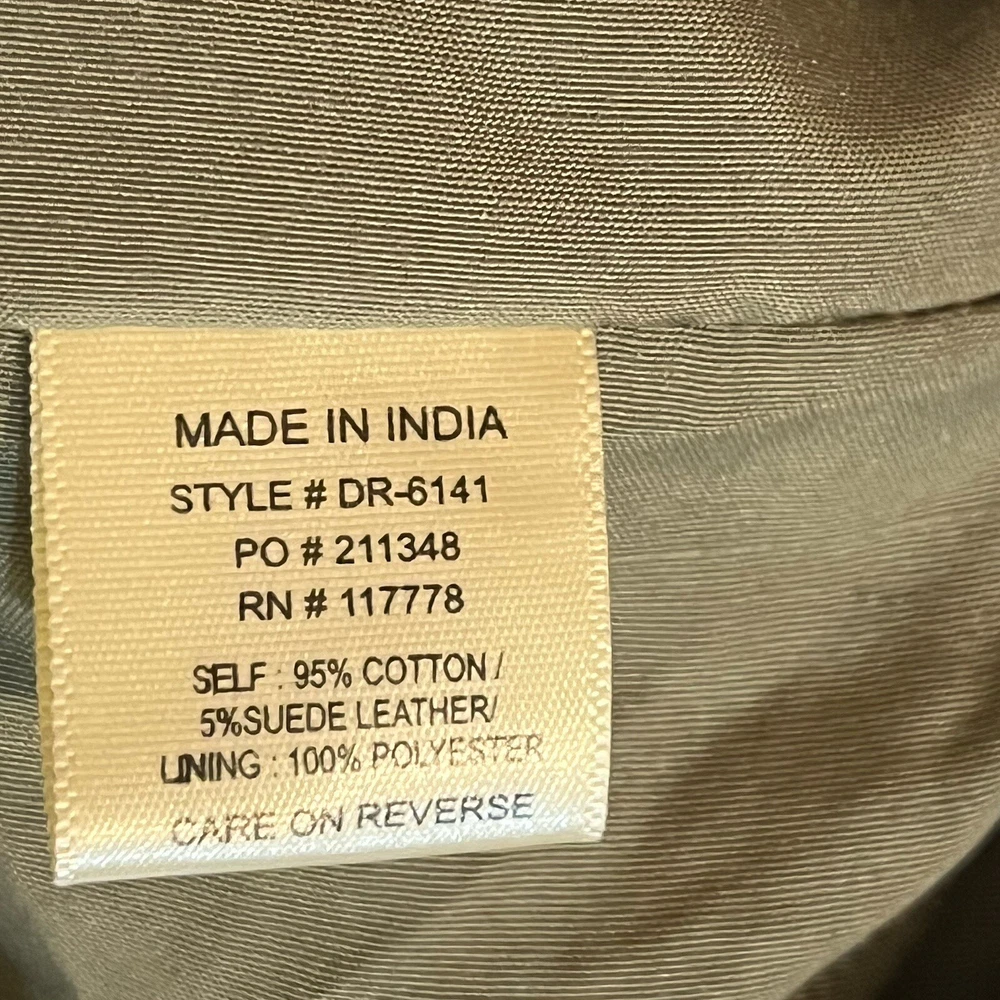 MADE IN INDIA
STYLE # DR-6141
PO # 211348
RN # 117778
SELF : 95% COTTON /
5%SUEDE LEATHER/
LINING : 100% POLYESTER
CARE ON REVERSE